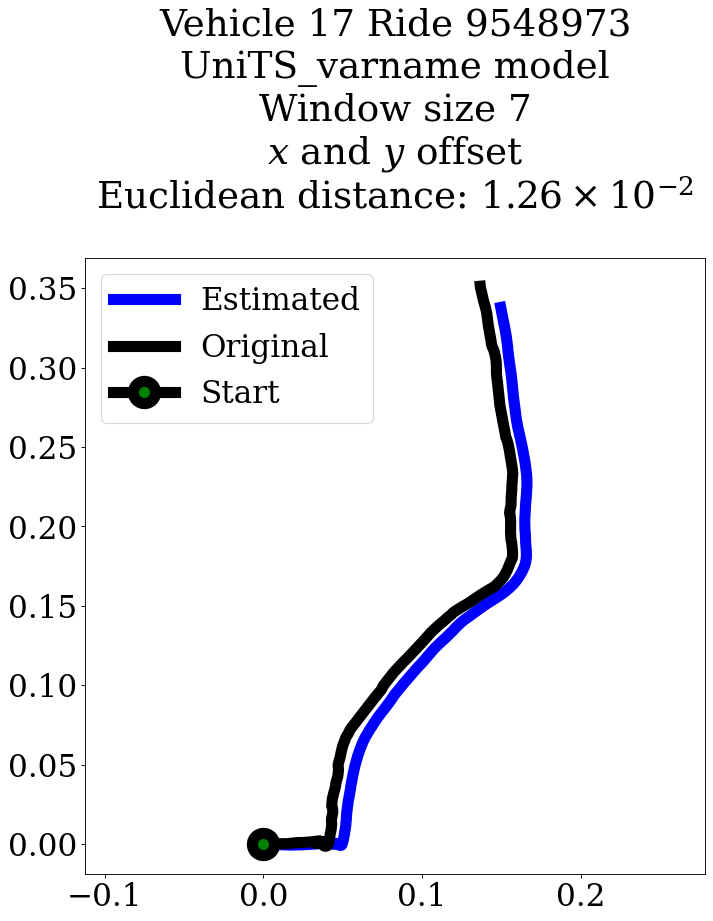 Vehicle 17 Ride 9548973
UniTS_varname model
Window size 7
x and y offset
Euclidean distance: 1.26 × 10⁻²
0.35
0.30
0.25
0.20
0.15
0.10
0.05
0.00
Estimated
Original
Start
−0.1 0.0 0.1 0.2